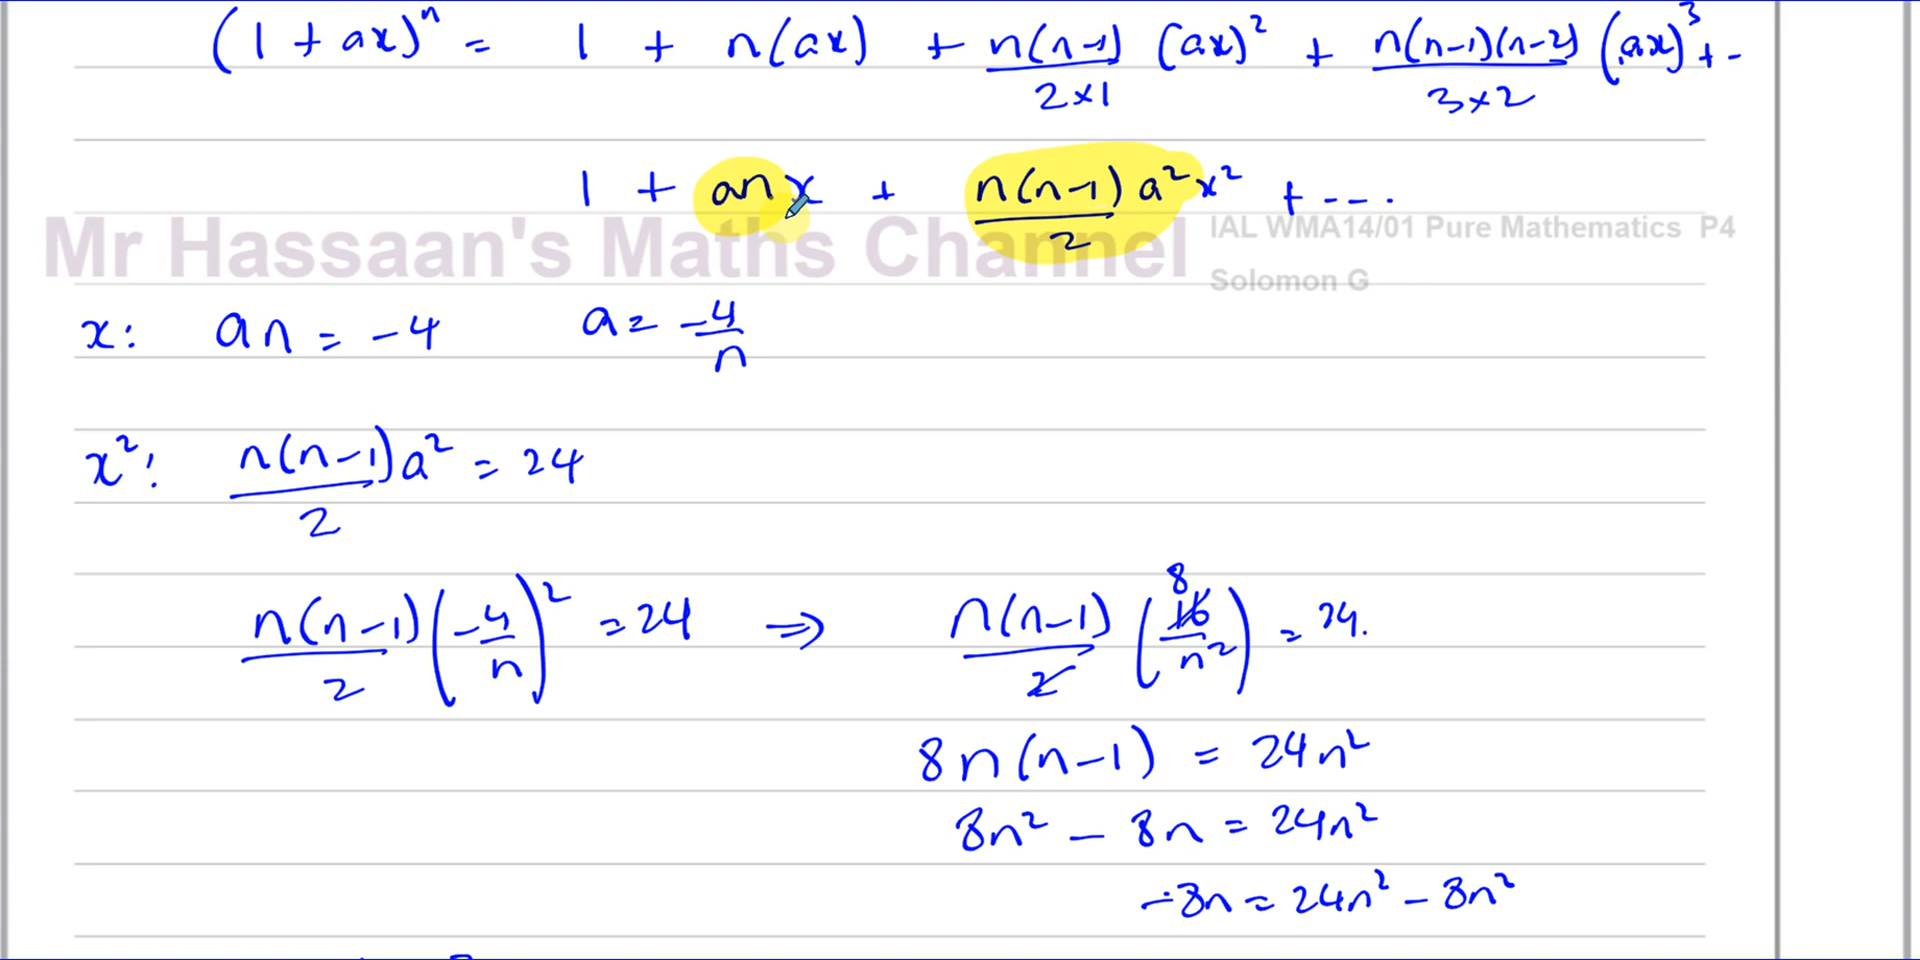 (1 + ax)^n = 1 + n(ax) + n(n-1)/2×1 (ax)^2 + n(n-1)(n-2)/3×2 (ax)^3 + -
1 + anx + n(n-1)/2 a^2 x^2 + ---.
Mr Hassaan's Maths Channel
IAL WMA14/01 Pure Mathematics P4
Solomon G
x: an = -4 a = -4/n
x^2: n(n-1)/2 a^2 = 24
n(n-1)/2 (-4/n)^2 = 24 ⇒ n(n-1)/2 (16/n^2) = 24. 8
8n(n-1) = 24n^2
8n^2 - 8n = 24n^2
-8n = 24n^2 - 8n^2